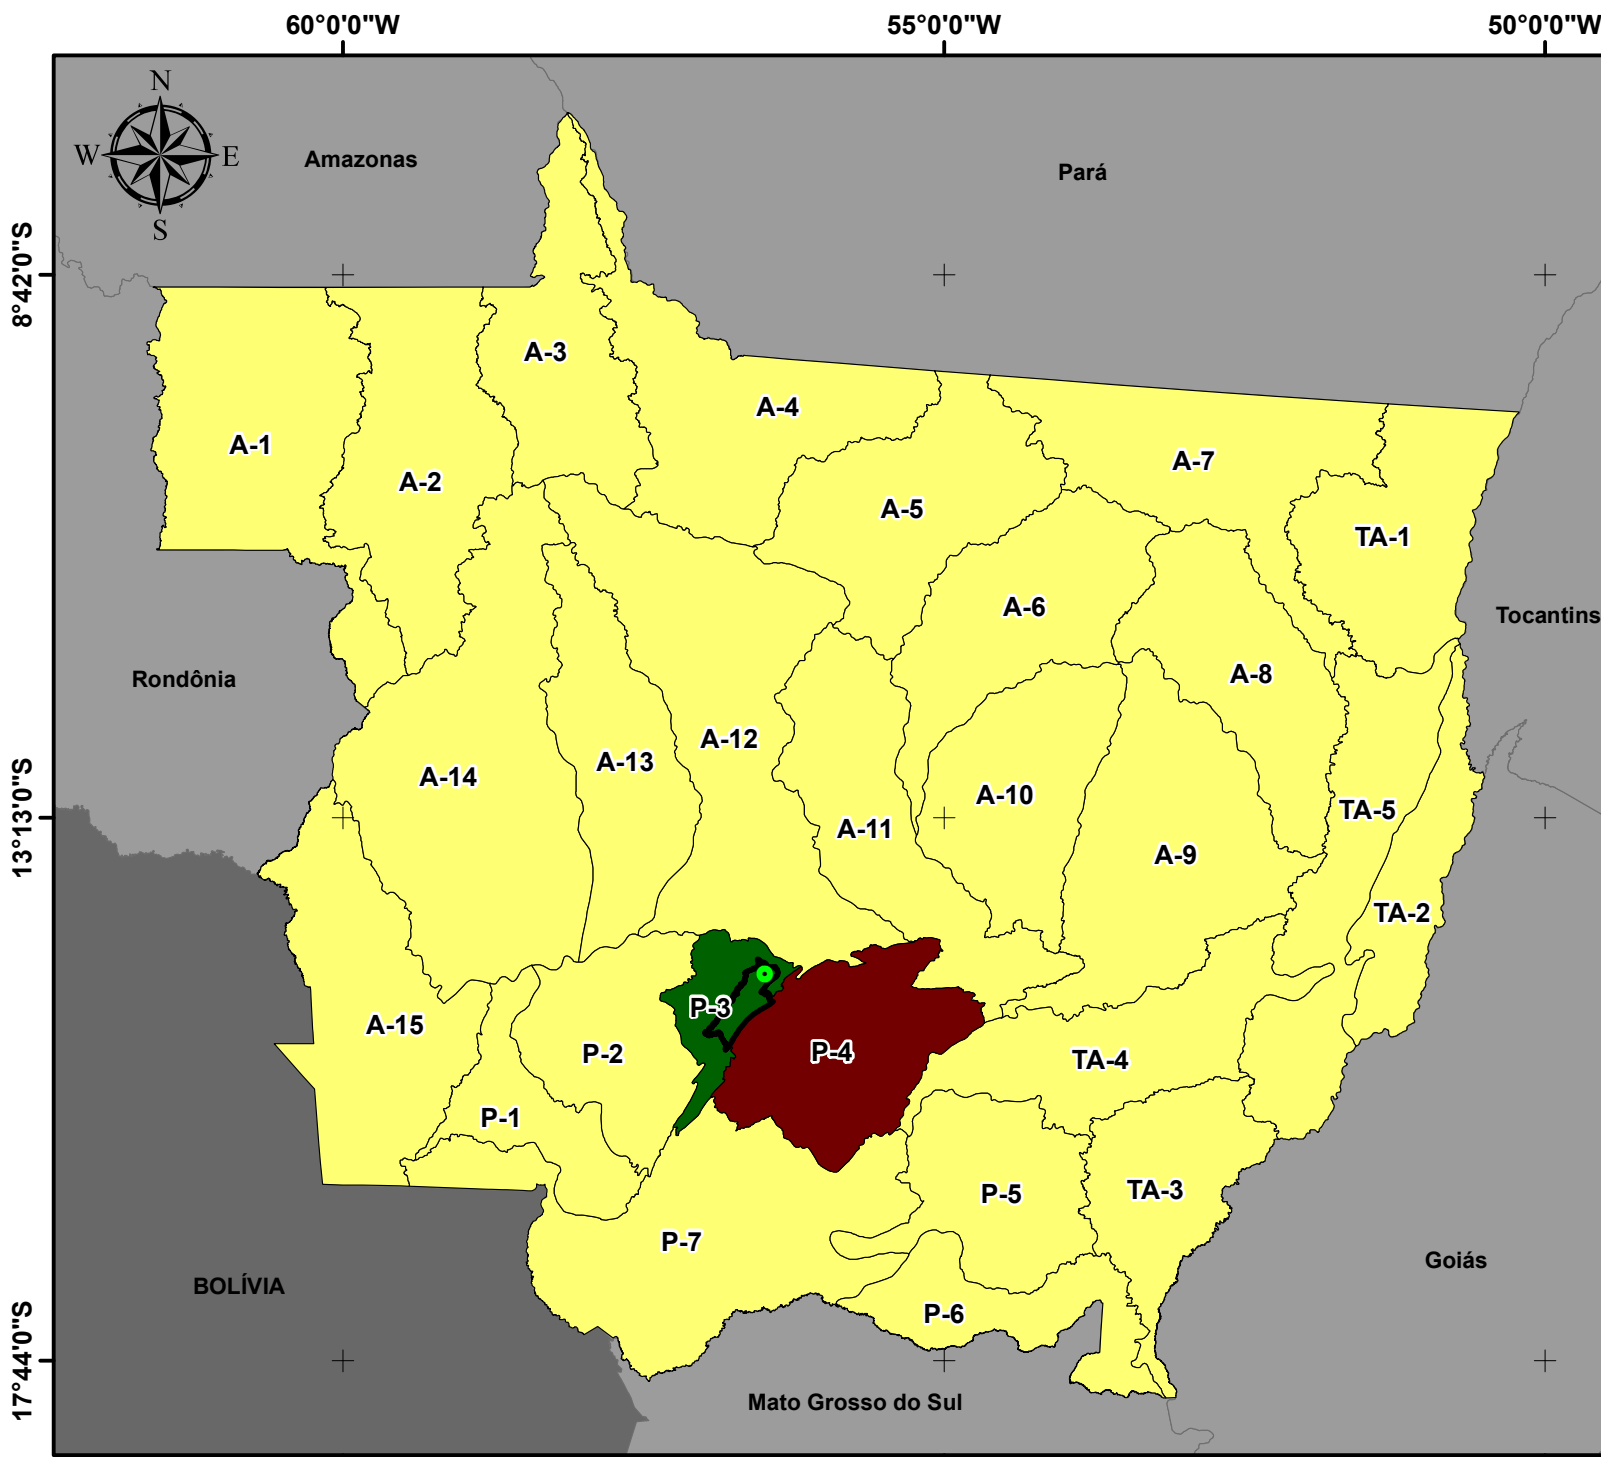 60°0'0"W
55°0'0"W
50°0'0"W
N
W
E
S
Amazonas
Pará
8°42'0"S
A-3
A-4
A-1
A-7
A-2
A-5
TA-1
A-6
Tocantins
Rondônia
A-8
A-12
A-13
A-14
A-10
TA-5
13°13'0"S
A-11
A-9
TA-2
P-3
A-15
P-2
P-4
TA-4
P-1
P-5
TA-3
P-7
Goiás
BOLÍVIA
P-6
17°44'0"S
Mato Grosso do Sul